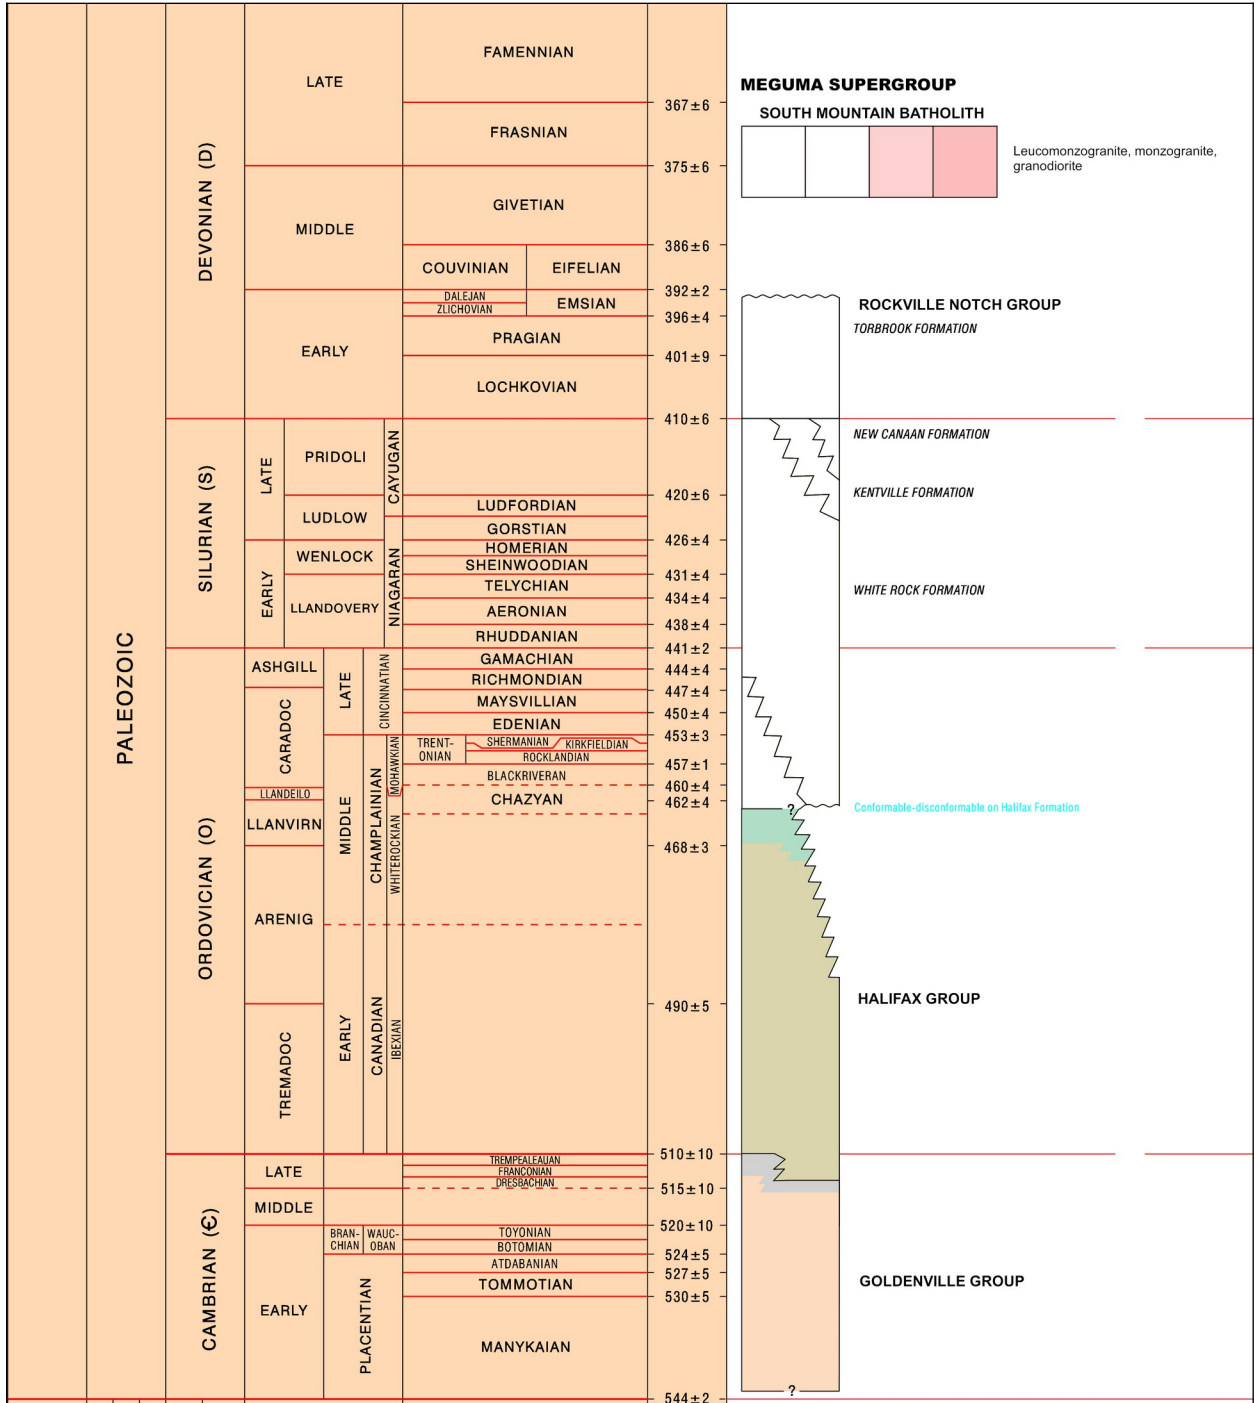 PALEOZOIC
DEVONIAN (D)
LATE
MIDDLE
EARLY
FAMENNIAN
FRASNIAN
GIVETIAN
COUVINIAN
EIFELIAN
DALEJAN
ZLICHOVIAN
EMSIAN
PRAGIAN
LOCHKOVIAN
367±6
375±6
386±6
392±2
396±4
401±9
410±6
SILURIAN (S)
LATE
EARLY
PRIDOLI
LUDLOW
WENLOCK
LLANDOVERY
CAYUGAN
NIAGARAN
LUDFORDIAN
GORSTIAN
HOMERIAN
SHEINWOODIAN
TELYCHIAN
AERONIAN
RHUDDANIAN
420±6
426±4
431±4
434±4
438±4
441±2
ORDOVICIAN (O)
ASHGILL
CARADOC
LLANDEILO
LLANVIRN
ARENIG
TREMADOC
LATE
MIDDLE
EARLY
CINCINNATIAN
CHAMPLAINIAN
CANADIAN
MOHAWKIAN
WHITEROCKIAN
IBEXIAN
GAMACHIAN
RICHMONDIAN
MAYSVILLIAN
EDENIAN
TRENT-
ONIAN
SHERMANIAN
KIRKFIELDIAN
ROCKLANDIAN
BLACKRIVERAN
CHAZYAN
444±4
447±4
450±4
453±3
457±1
460±4
462±4
468±3
490±5
510±10
CAMBRIAN (Є)
LATE
MIDDLE
EARLY
BRAN-
CHIAN
WAUC-
OBAN
PLACENTIAN
TREMPEALEAUAN
FRANCONIAN
DRESBACHIAN
TOYONIAN
BOTOMIAN
ATDABANIAN
TOMMOTIAN
MANYKAIAN
515±10
520±10
524±5
527±5
530±5
544±2
MEGUMA SUPERGROUP
SOUTH MOUNTAIN BATHOLITH
Leucomonzogranite, monzogranite,
granodiorite
ROCKVILLE NOTCH GROUP
TORBROOK FORMATION
NEW CANAAN FORMATION
KENTVILLE FORMATION
WHITE ROCK FORMATION
?
Conformable-disconformable on Halifax Formation
HALIFAX GROUP
GOLDENVILLE GROUP
?